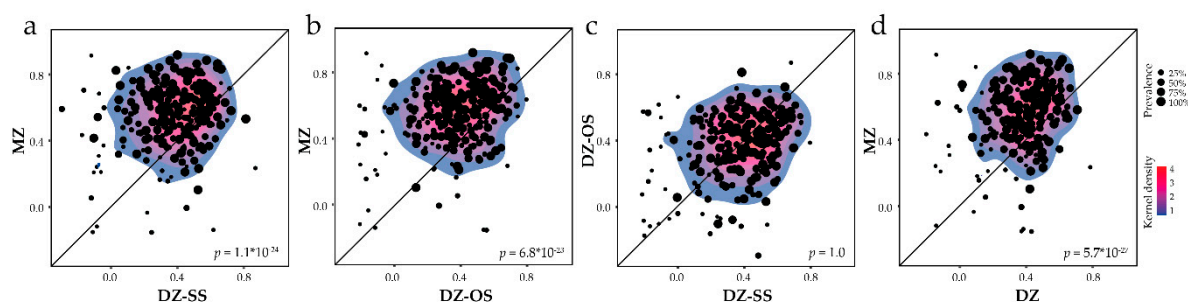 a
MZ
0.8
0.4
0.0
0.0
0.4
0.8
p = 1.1*10-24
DZ-SS
b
MZ
0.8
0.4
0.0
0.0
0.4
0.8
p = 6.8*10-23
DZ-OS
c
DZ-OS
0.8
0.4
0.0
0.0
0.4
0.8
p = 1.0
DZ-SS
d
MZ
0.8
0.4
0.0
0.0
0.4
0.8
p = 5.7*10-27
DZ
Prevalence
25%
50%
75%
100%
Kernel density
4
3
2
1